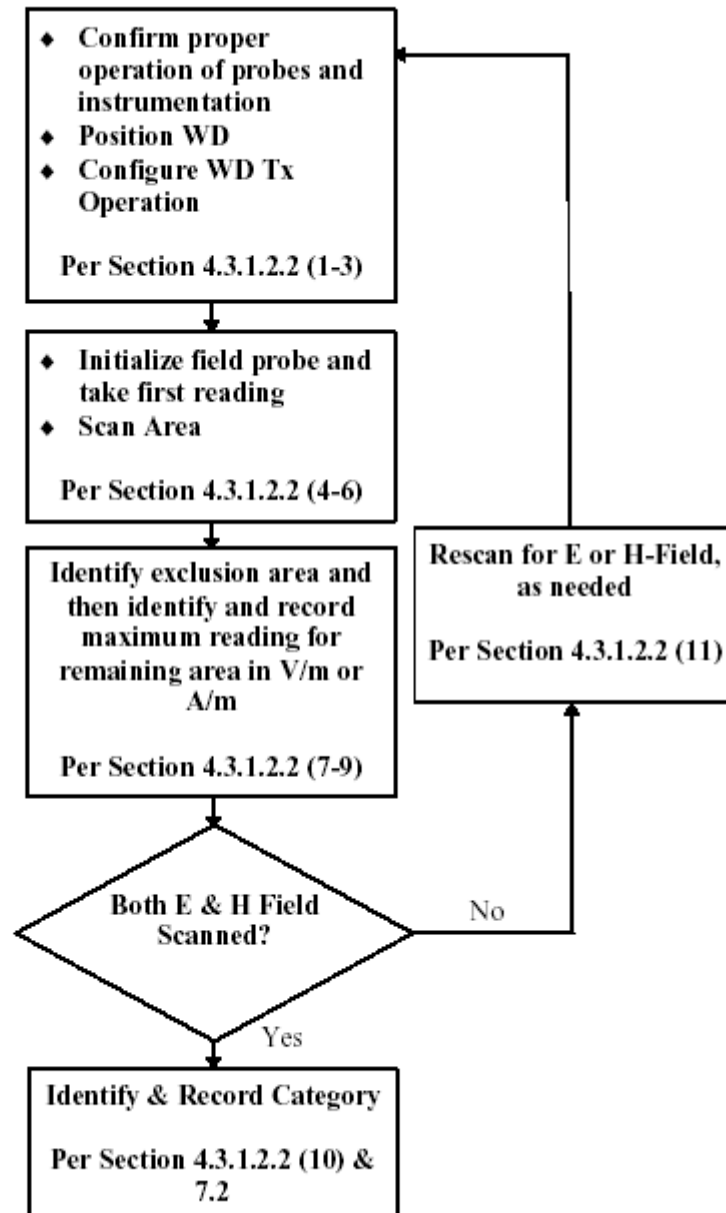 ♦ Confirm proper
operation of probes and
instrumentation
♦ Position WD
♦ Configure WD Tx
Operation
Per Section 4.3.1.2.2 (1-3)
♦ Initialize field probe and
take first reading
♦ Scan Area
Per Section 4.3.1.2.2 (4-6)
Identify exclusion area and
then identify and record
maximum reading for
remaining area in V/m or
A/m
Per Section 4.3.1.2.2 (7-9)
Rescan for E or H-Field,
as needed
Per Section 4.3.1.2.2 (11)
Both E & H Field
Scanned?
No
Yes
Identify & Record Category
Per Section 4.3.1.2.2 (10) &
7.2